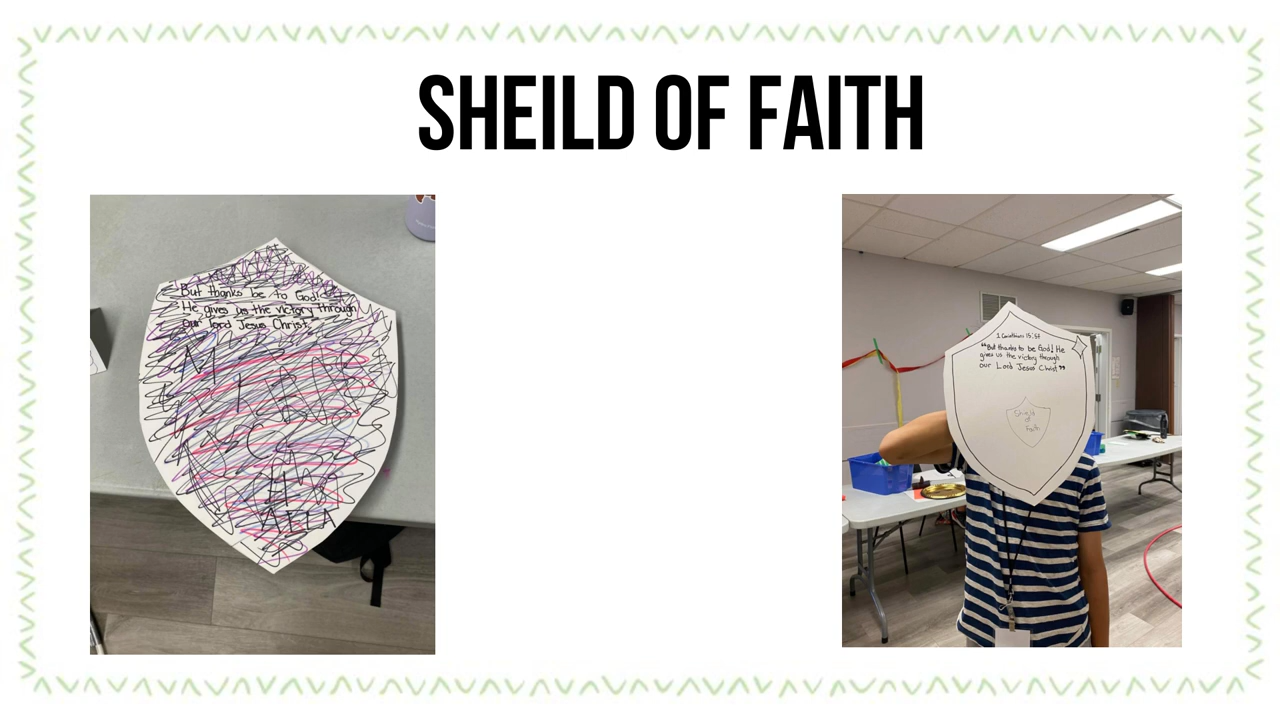 SHEILD OF FAITH
But thanks be to God!
He gives us the victory through
our lord Jesus Christ.
1 Corinthians 15:57
"But thanks to be God! He
gives us the victory through
our Lord Jesus Christ"
Shield
of
Faith